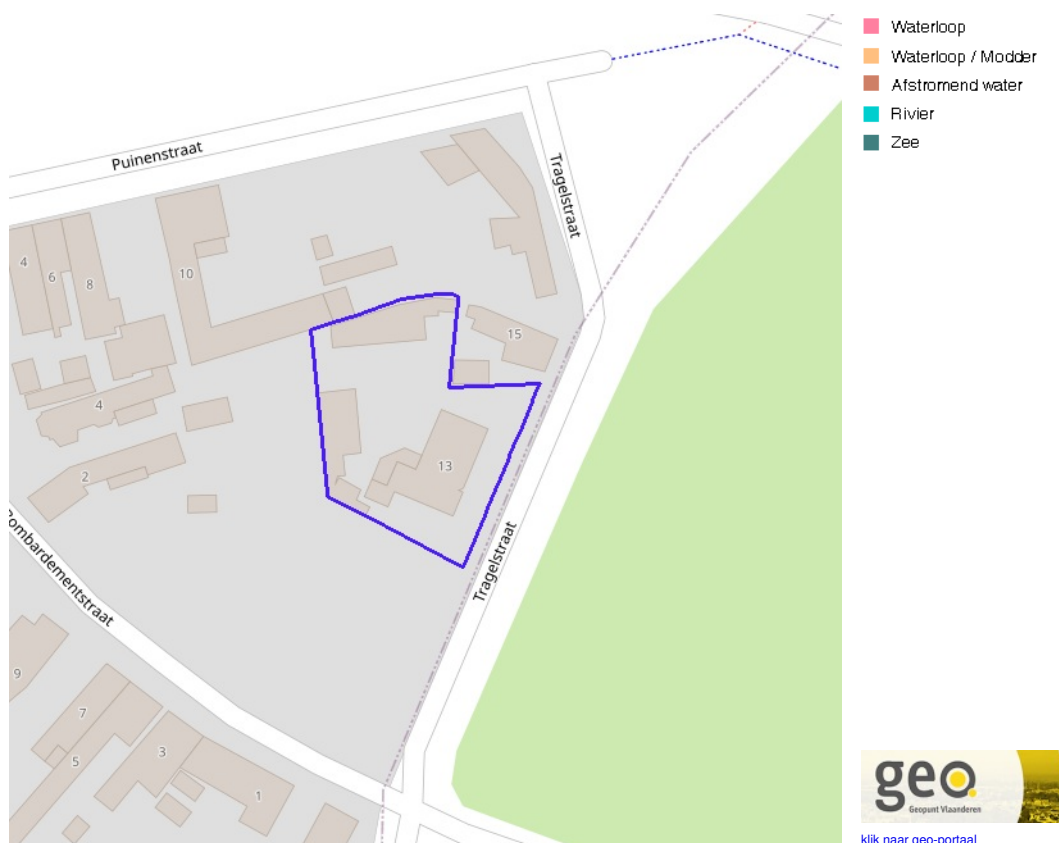 Waterloop
Waterloop / Modder
Afstromend water
Rivier
Zee
Puinenstraat
Tragelstraat
4
6
8
10
15
4
13
2
Tragelstraat
Bombardementstraat
9
7
3
5
1
geo.
Geopunt Vlaanderen
klik naar geo-portaal